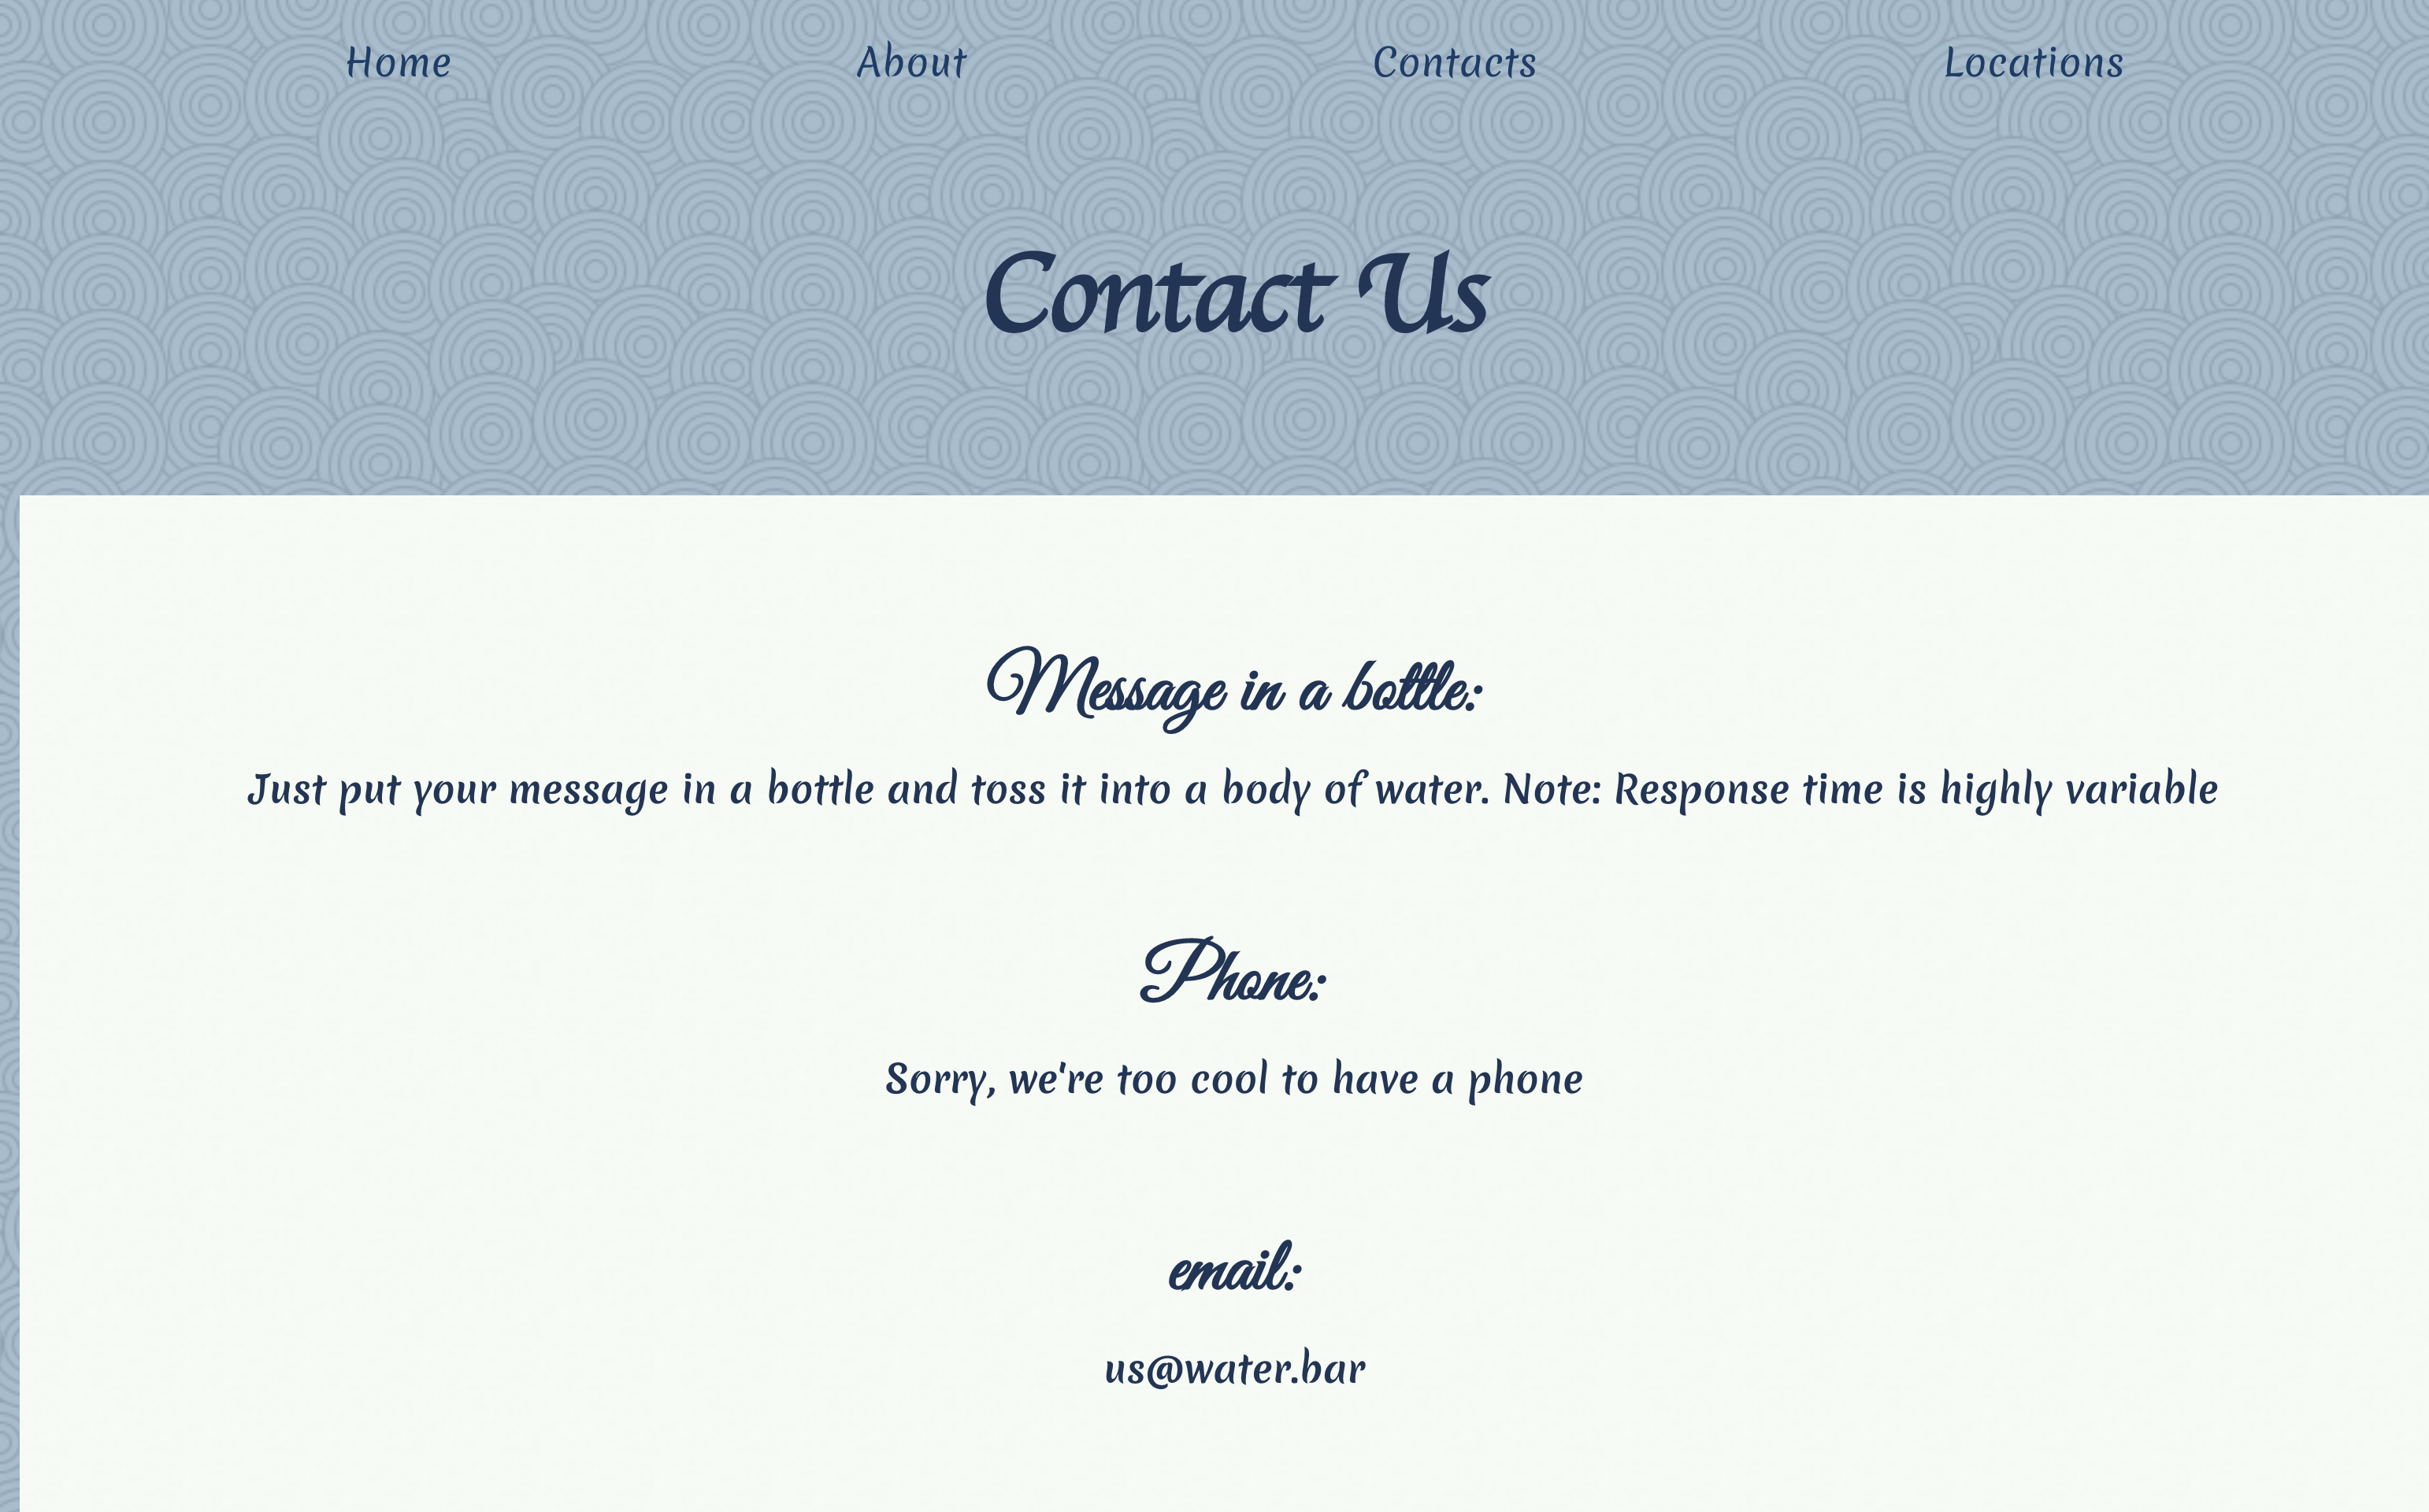 Home About Contacts Locations
Contact Us
Message in a bottle:
Just put your message in a bottle and toss it into a body of water. Note: Response time is highly variable
Phone:
Sorry, we're too cool to have a phone
email:
us@water.bar